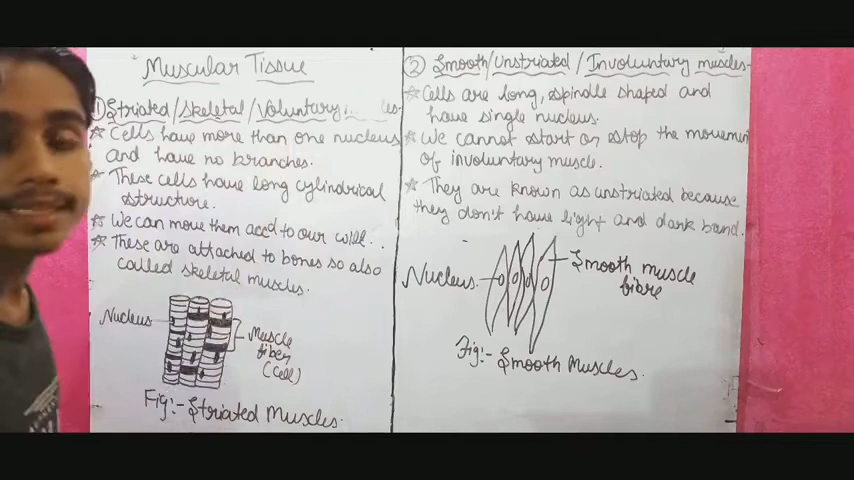 Muscular Tissue
① Striated/Skeletal/Voluntary
☆ Cells have more than one nucleus
and have no branches.
☆ These cells have long cylindrical
structure.
☆ We can move them accd to our will..
☆ These are attached to bones so also
called skeletal muscles.
Nucleus
Muscle
fiber
(cell)
Fig:- Striated Muscles.
② Smooth/Unstriated/Involuntary muscles-
☆ Cells are long, spindle shaped and
have single nucleus.
☆ We cannot start or stop the movemen
of involuntary muscle.
☆ They are known as unstriated because
they don't have light and dark band.
Nucleus
Smooth muscle
fibre
Fig:- Smooth Muscles.